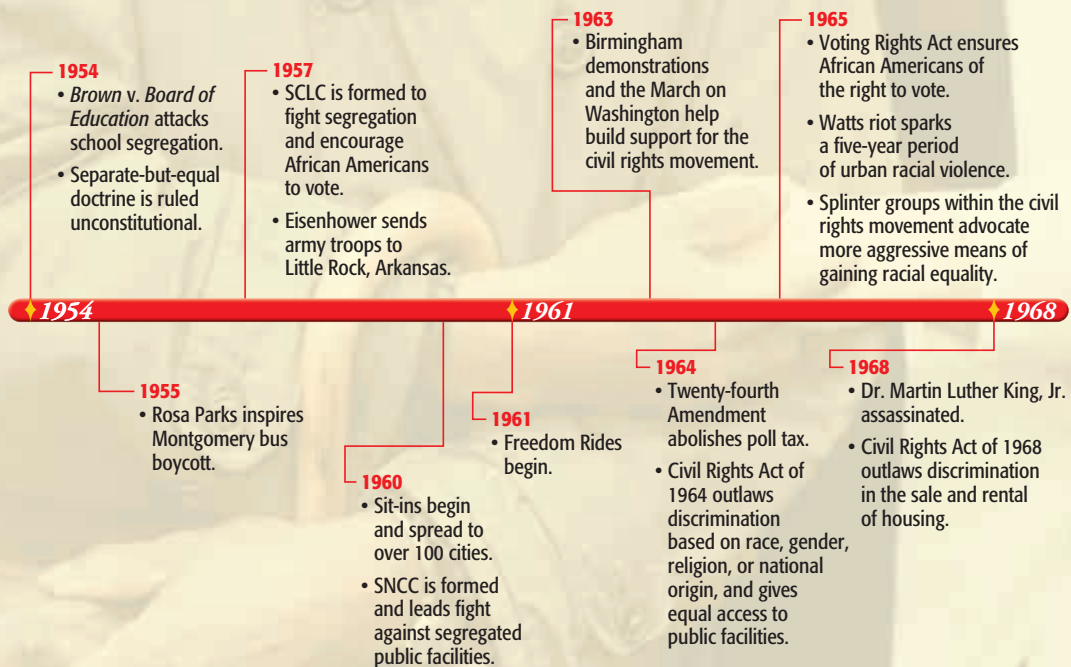 1954
• Brown v. Board of
Education attacks
school segregation.
• Separate-but-equal
doctrine is ruled
unconstitutional.
1957
• SCLC is formed to
fight segregation
and encourage
African Americans
to vote.
• Eisenhower sends
army troops to
Little Rock, Arkansas.
1963
• Birmingham
demonstrations
and the March on
Washington help
build support for the
civil rights movement.
1965
• Voting Rights Act ensures
African Americans of
the right to vote.
• Watts riot sparks
a five-year period
of urban racial violence.
• Splinter groups within the civil
rights movement advocate
more aggressive means of
gaining racial equality.
1954
1961
1968
1955
• Rosa Parks inspires
Montgomery bus
boycott.
1960
• Sit-ins begin
and spread to
over 100 cities.
• SNCC is formed
and leads fight
against segregated
public facilities.
1961
• Freedom Rides
begin.
1964
• Twenty-fourth
Amendment
abolishes poll tax.
• Civil Rights Act of
1964 outlaws
discrimination
based on race, gender,
religion, or national
origin, and gives
equal access to
public facilities.
1968
• Dr. Martin Luther King, Jr.
assassinated.
• Civil Rights Act of 1968
outlaws discrimination
in the sale and rental
of housing.